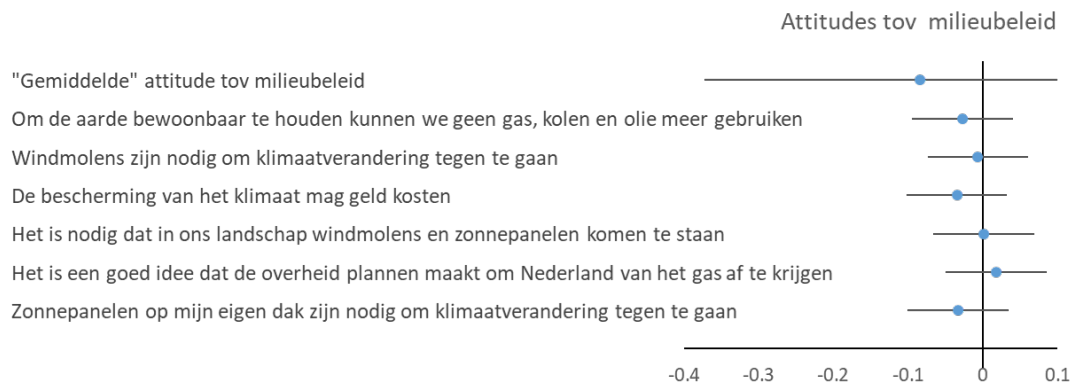 Attitudes tov milieubeleid
"Gemiddelde" attitude tov milieubeleid
Om de aarde bewoonbaar te houden kunnen we geen gas, kolen en olie meer gebruiken
Windmolens zijn nodig om klimaatverandering tegen te gaan
De bescherming van het klimaat mag geld kosten
Het is nodig dat in ons landschap windmolens en zonnepanelen komen te staan
Het is een goed idee dat de overheid plannen maakt om Nederland van het gas af te krijgen
Zonnepanelen op mijn eigen dak zijn nodig om klimaatverandering tegen te gaan
-0.4 -0.3 -0.2 -0.1 0 0.1